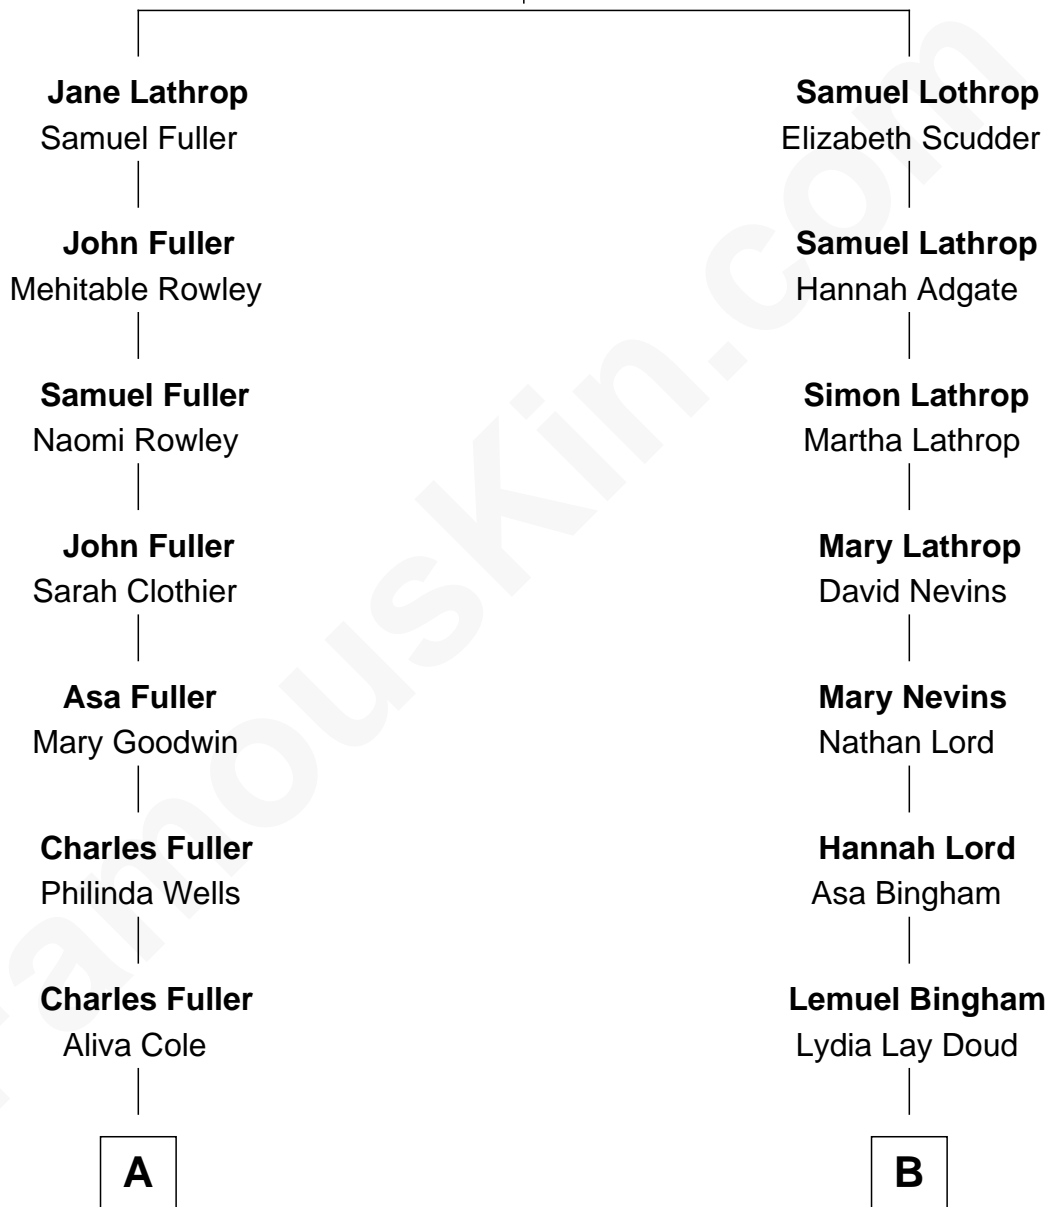 Jane Lathrop
Samuel Fuller
John Fuller
Mehitable Rowley
Samuel Fuller
Naomi Rowley
John Fuller
Sarah Clothier
Asa Fuller
Mary Goodwin
Charles Fuller
Philinda Wells
Charles Fuller
Aliva Cole
A
Samuel Lothrop
Elizabeth Scudder
Samuel Lathrop
Hannah Adgate
Simon Lathrop
Martha Lathrop
Mary Lathrop
David Nevins
Mary Nevins
Nathan Lord
Hannah Lord
Asa Bingham
Lemuel Bingham
Lydia Lay Doud
B
FamousKin.com